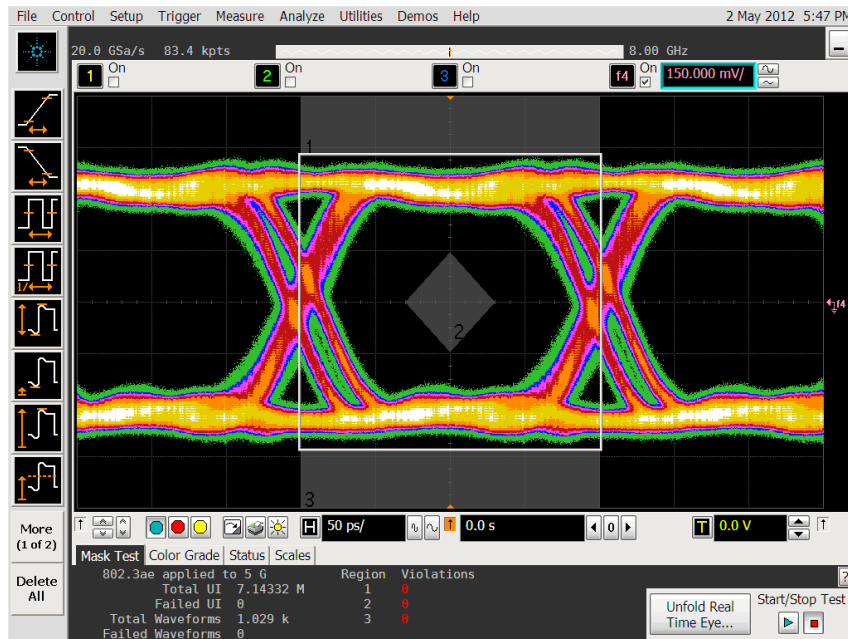 File Control Setup Trigger Measure Analyze Utilities Demos Help 2 May 2012 5:47 PM
20.0 GSa/s 83.4 kpts 8.00 GHz
1 On 2 On 3 On f4 On 150.000 mV/
1
2
3
f4
1/
More
(1 of 2)
Delete
All
H 50 ps/ 0.0 s 0 T 0.0 V
Mask Test Color Grade Status Scales
802.3ae applied to 5 G Region Violations
Total UI 7.14332 M 1 0
Failed UI 0 2 0
Total Waveforms 1.029 k 3 0
Failed Waveforms 0
?
Unfold Real
Time Eye...
Start/Stop Test